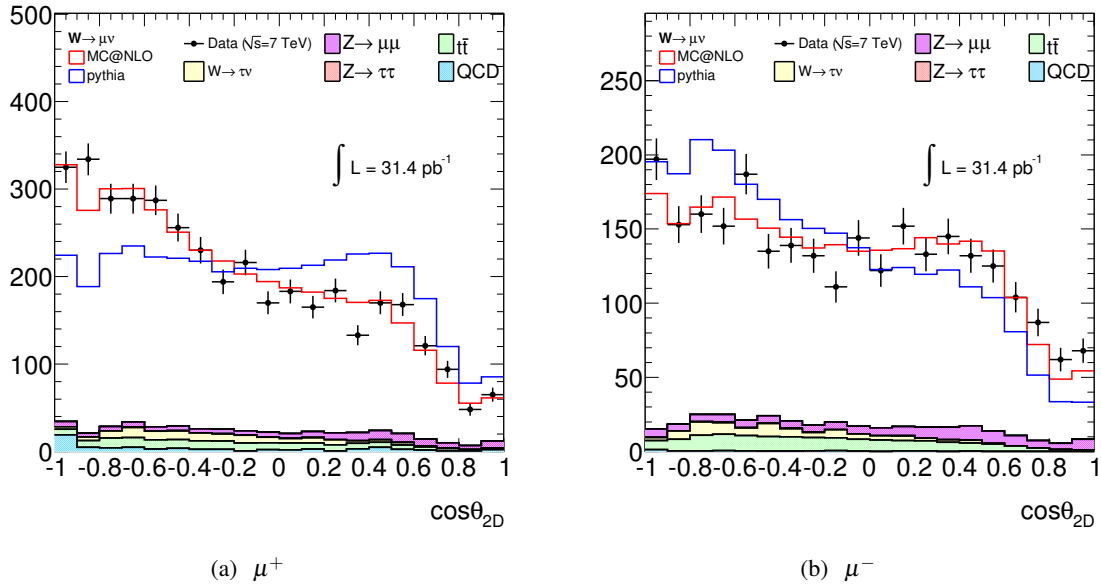 500
400
300
200
100
0
-1 -0.8 -0.6 -0.4 -0.2 0 0.2 0.4 0.6 0.8 1
W→ μν
MC@NLO
pythia
Data (√s=7 TeV)
W→ τν
Z→ μμ
Z→ ττ
tt̄
QCD
∫ L = 31.4 pb⁻¹
cosθ2D
(a) μ⁺
250
200
150
100
50
0
-1 -0.8 -0.6 -0.4 -0.2 0 0.2 0.4 0.6 0.8 1
W→ μν
MC@NLO
pythia
Data (√s=7 TeV)
W→ τν
Z→ μμ
Z→ ττ
tt̄
QCD
∫ L = 31.4 pb⁻¹
cosθ2D
(b) μ⁻